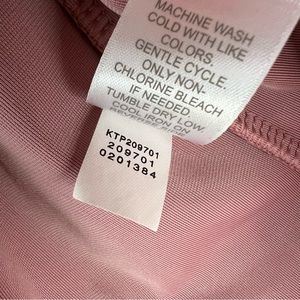 MACHINE WASH
COLD WITH LIKE
COLORS.
GENTLE CYCLE.
ONLY NON-
CHLORINE BLEACH
IF NEEDED.
TUMBLE DRY LOW.
COOL IRON ON
REVERSE
KTP209701
209701
0201384